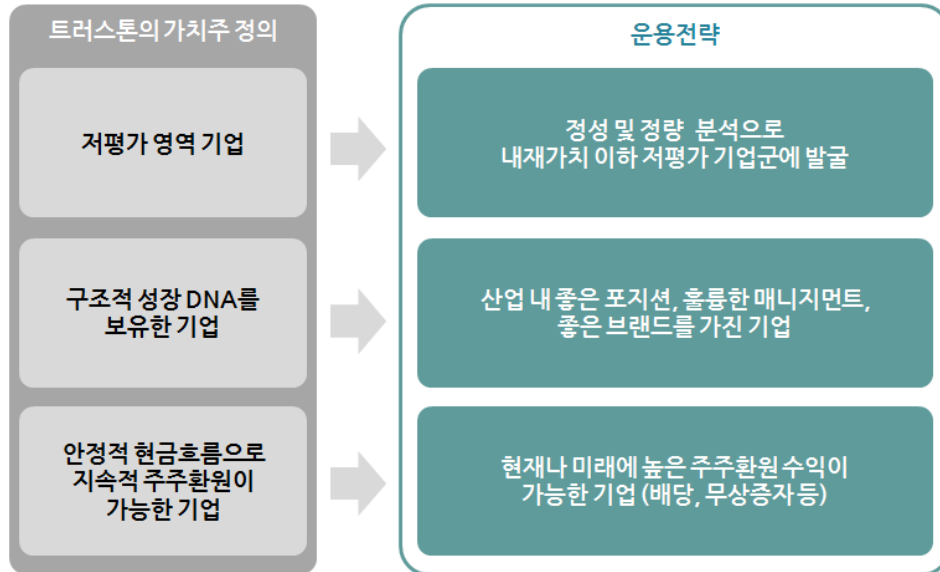 트러스톤의 가치주 정의
운용전략
저평가 영역 기업
정성 및 정량 분석으로
내재가치 이하 저평가 기업군에 발굴
구조적 성장 DNA를
보유한 기업
산업 내 좋은 포지션, 훌륭한 매니지먼트,
좋은 브랜드를 가진 기업
안정적 현금흐름으로
지속적 주주환원이
가능한 기업
현재나 미래에 높은 주주환원 수익이
가능한 기업 (배당, 무상증자 등)